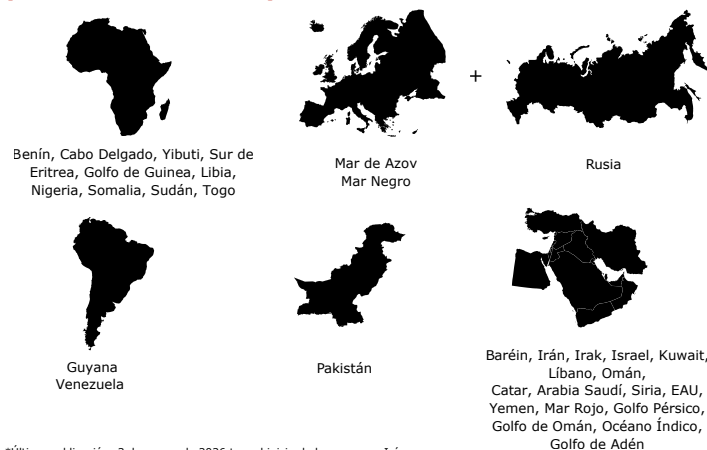 Benín, Cabo Delgado, Yibuti, Sur de
Eritrea, Golfo de Guinea, Libia,
Nigeria, Somalia, Sudán, Togo
Mar de Azov
Mar Negro
+
Rusia
Guyana
Venezuela
Pakistán
Baréin, Irán, Irak, Israel, Kuwait,
Líbano, Omán,
Catar, Arabia Saudí, Siria, EAU,
Yemen, Mar Rojo, Golfo Pérsico,
Golfo de Omán, Océano Índico,
Golfo de Adén